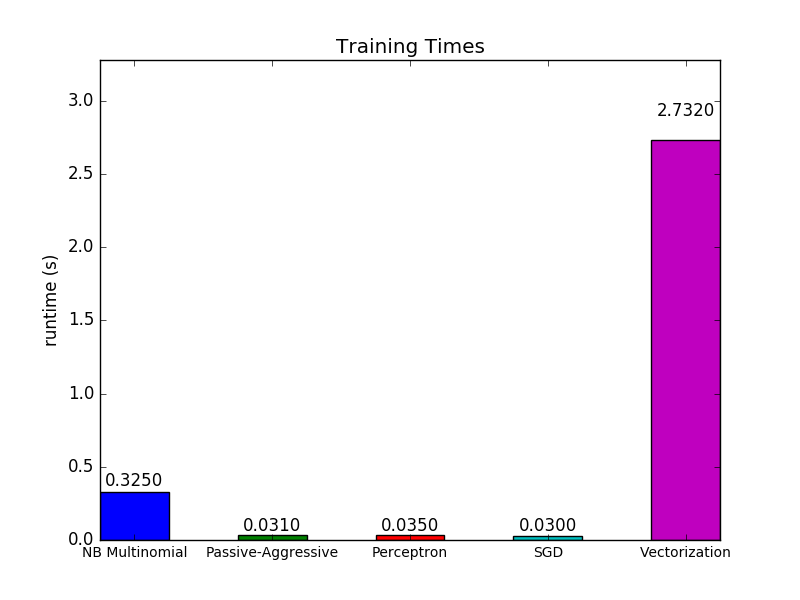 Training Times
runtime (s)
3.0
2.5
2.0
1.5
1.0
0.5
0.0
0.3250
0.0310
0.0350
0.0300
2.7320
NB Multinomial
Passive-Aggressive
Perceptron
SGD
Vectorization